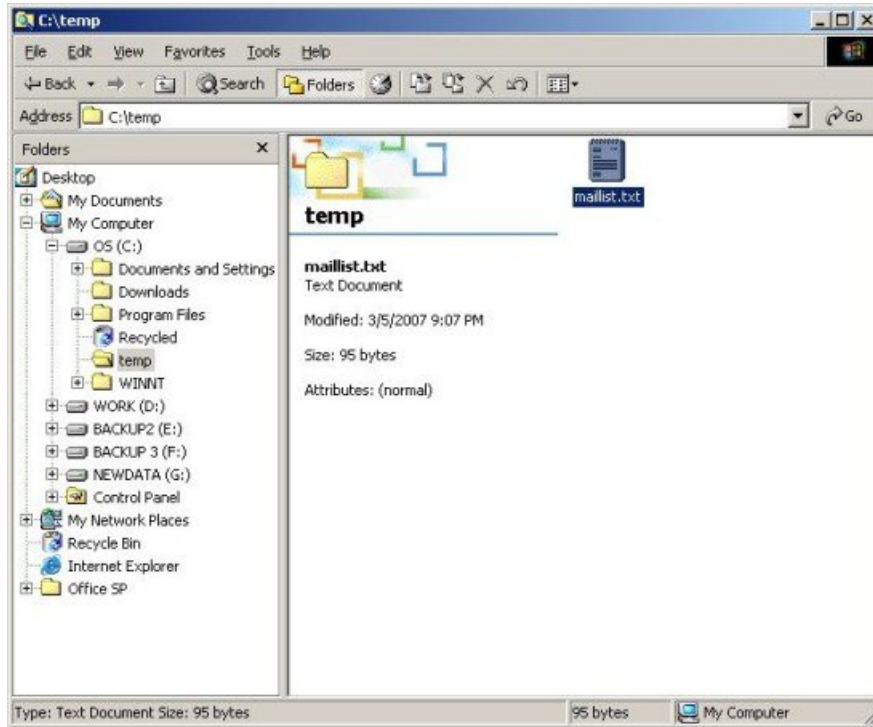 C:\temp
File Edit View Favorites Tools Help
Back Search Folders
Address C:\temp Go
Folders
Desktop
My Documents
My Computer
OS (C:)
Documents and Settings
Downloads
Program Files
Recycled
temp
WINNT
WORK (D:)
BACKUP2 (E:)
BACKUP 3 (F:)
NEWDATA (G:)
Control Panel
My Network Places
Recycle Bin
Internet Explorer
Office SP
temp
maillist.txt
Text Document
Modified: 3/5/2007 9:07 PM
Size: 95 bytes
Attributes: (normal)
maillist.txt
Type: Text Document Size: 95 bytes 95 bytes My Computer